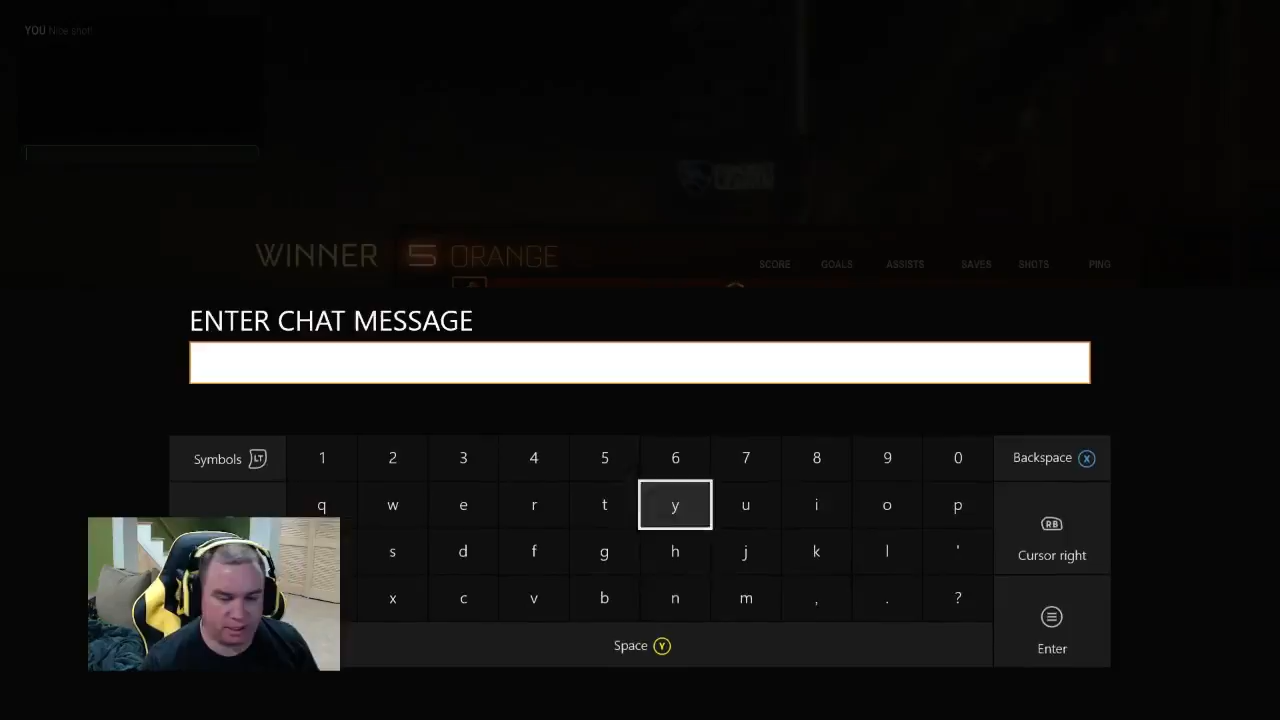 YOU Nice shot!
WINNER 5 ORANGE
SCORE GOALS ASSISTS SAVES SHOTS PING
ENTER CHAT MESSAGE
Symbols LT 1 2 3 4 5 6 7 8 9 0 Backspace X
q w e r t y u i o p
s d f g h j k l ' RB Cursor right
x c v b n m , . ?
Space Y Enter